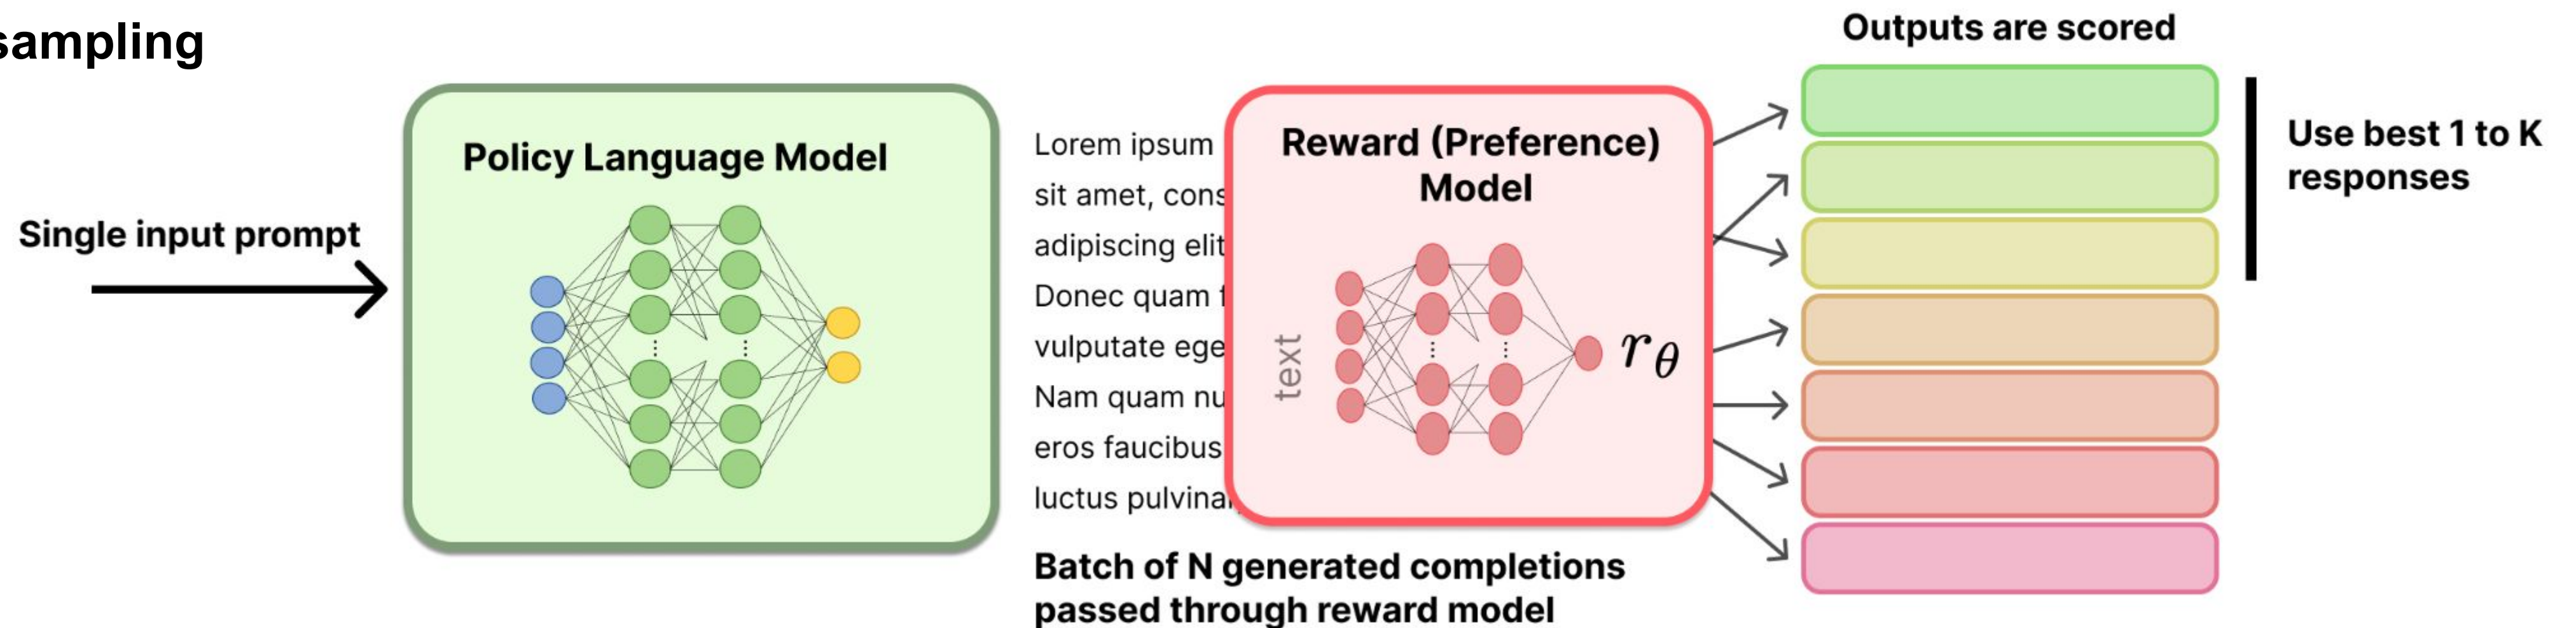 sampling
Single input prompt
Policy Language Model
Lorem ipsum
sit amet, cons
adipiscing elit
Donec quam f
vulputate ege
Nam quam nu
eros faucibus
luctus pulvinar
Batch of N generated completions
passed through reward model
Reward (Preference)
Model
text
rθ
Outputs are scored
Use best 1 to K
responses